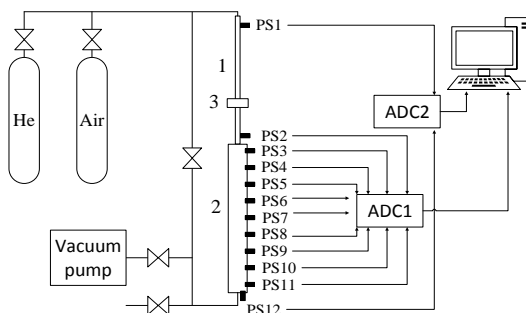 PS1
1
He
Air
3
ADC2
PS2
PS3
PS4
PS5
PS6
2
ADC1
PS7
PS8
Vacuum
pump
PS9
PS10
PS11
PS12